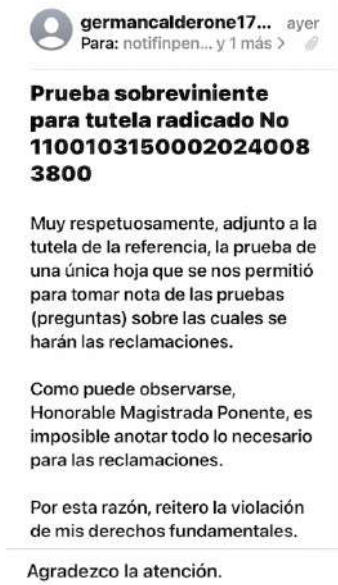 germancalderone17... ayer
Para: notifinpen... y 1 más >
Prueba sobreviniente
para tutela radicado No
1100103150002024008
3800
Muy respetuosamente, adjunto a la
tutela de la referencia, la prueba de
una única hoja que se nos permitió
para tomar nota de las pruebas
(preguntas) sobre las cuales se
harán las reclamaciones.
Como puede observarse,
Honorable Magistrada Ponente, es
imposible anotar todo lo necesario
para las reclamaciones.
Por esta razón, reitero la violación
de mis derechos fundamentales.
Agradezco la atención.